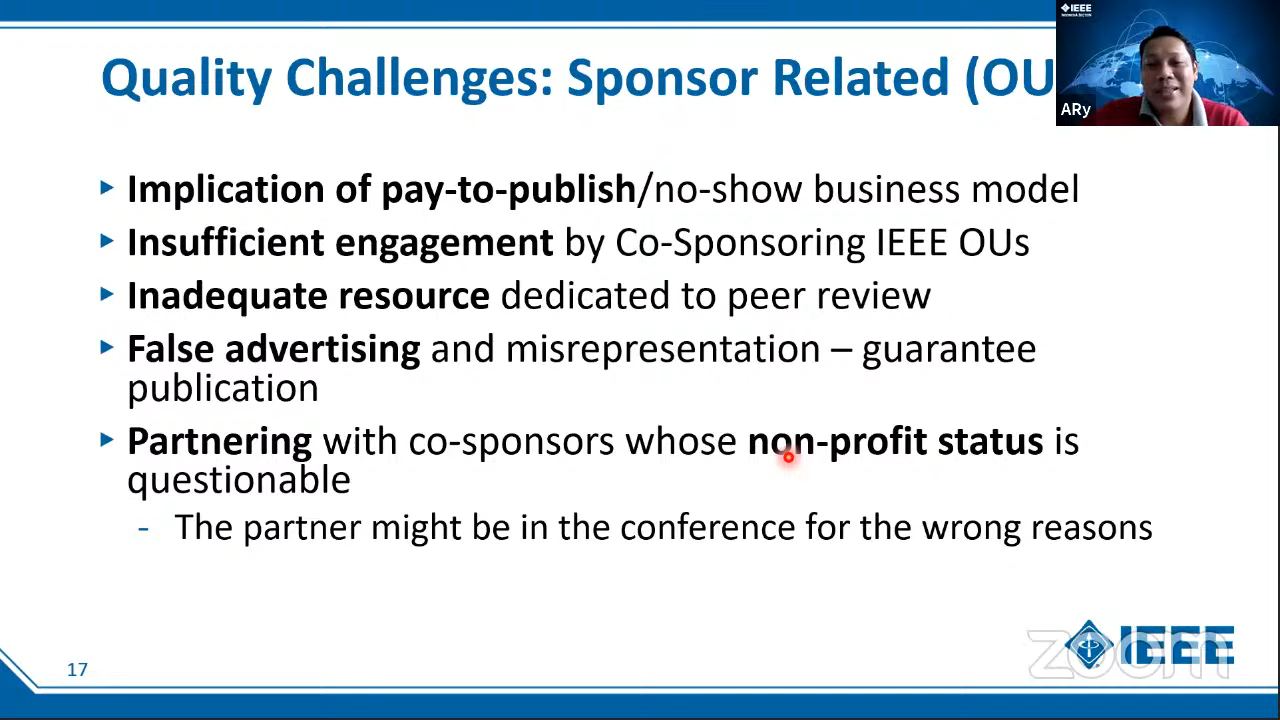 Quality Challenges: Sponsor Related (OU
IEEE
ARy
Implication of pay-to-publish/no-show business model
Insufficient engagement by Co-Sponsoring IEEE OUs
Inadequate resource dedicated to peer review
False advertising and misrepresentation – guarantee
publication
Partnering with co-sponsors whose non-profit status is
questionable
- The partner might be in the conference for the wrong reasons
zoom
IEEE
17